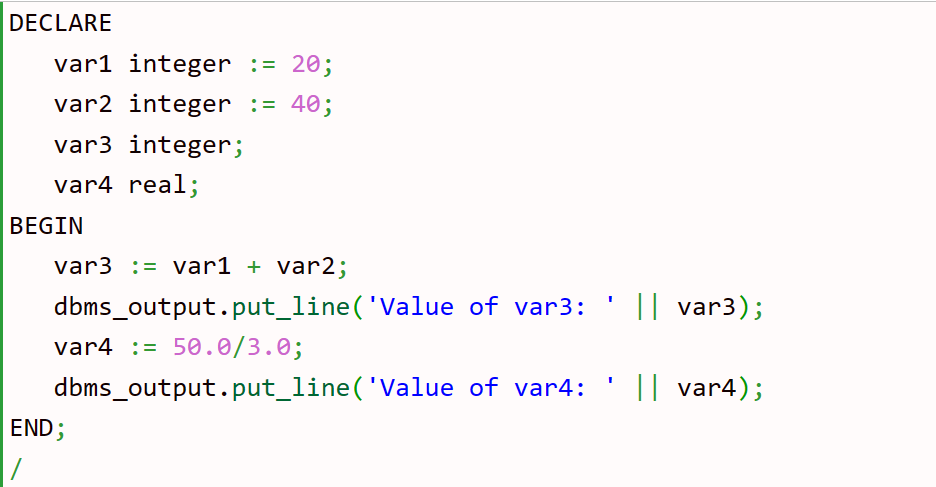 DECLARE
   var1 integer := 20;
   var2 integer := 40;
   var3 integer;
   var4 real;
BEGIN
   var3 := var1 + var2;
   dbms_output.put_line('Value of var3: ' || var3);
   var4 := 50.0/3.0;
   dbms_output.put_line('Value of var4: ' || var4);
END;
/